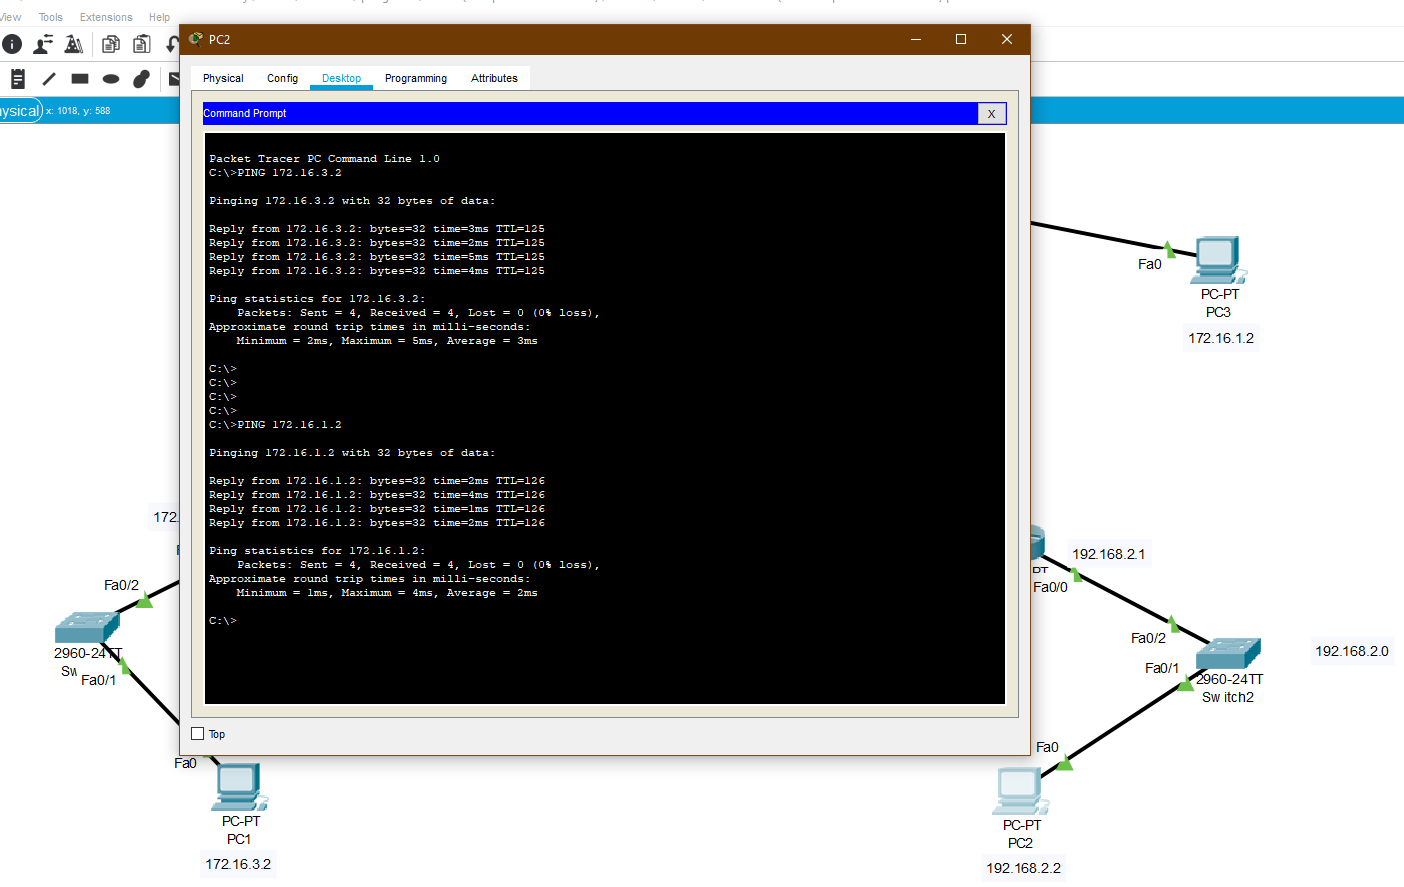 View Tools Extensions Help
PC2
Physical Config Desktop Programming Attributes
ysical x: 1018, y: 588
Command Prompt
X
Packet Tracer PC Command Line 1.0
C:\>PING 172.16.3.2
Pinging 172.16.3.2 with 32 bytes of data:
Reply from 172.16.3.2: bytes=32 time=3ms TTL=125
Reply from 172.16.3.2: bytes=32 time=2ms TTL=125
Reply from 172.16.3.2: bytes=32 time=5ms TTL=125
Reply from 172.16.3.2: bytes=32 time=4ms TTL=125
Ping statistics for 172.16.3.2:
Packets: Sent = 4, Received = 4, Lost = 0 (0% loss),
Approximate round trip times in milli-seconds:
Minimum = 2ms, Maximum = 5ms, Average = 3ms
C:\>
C:\>
C:\>
C:\>
C:\>PING 172.16.1.2
Pinging 172.16.1.2 with 32 bytes of data:
Reply from 172.16.1.2: bytes=32 time=2ms TTL=126
Reply from 172.16.1.2: bytes=32 time=4ms TTL=126
Reply from 172.16.1.2: bytes=32 time=1ms TTL=126
Reply from 172.16.1.2: bytes=32 time=2ms TTL=126
Ping statistics for 172.16.1.2:
Packets: Sent = 4, Received = 4, Lost = 0 (0% loss),
Approximate round trip times in milli-seconds:
Minimum = 1ms, Maximum = 4ms, Average = 2ms
C:\>
Top
Fa0
PC-PT
PC3
172.16.1.2
172.
Fa0/2
2960-24TT
Sw
Fa0/1
Fa0
PC-PT
PC1
172.16.3.2
192.168.2.1
PT
Fa0/0
Fa0/2
Fa0/1
2960-24TT
Switch2
192.168.2.0
Fa0
PC-PT
PC2
192.168.2.2